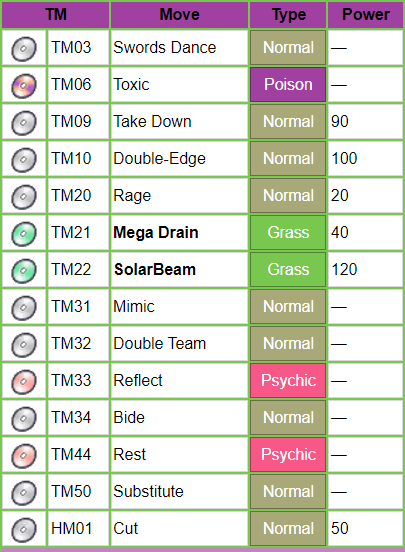 TM Move Type Power
TM03 Swords Dance Normal —
TM06 Toxic Poison —
TM09 Take Down Normal 90
TM10 Double-Edge Normal 100
TM20 Rage Normal 20
TM21 Mega Drain Grass 40
TM22 SolarBeam Grass 120
TM31 Mimic Normal —
TM32 Double Team Normal —
TM33 Reflect Psychic —
TM34 Bide Normal —
TM44 Rest Psychic —
TM50 Substitute Normal —
HM01 Cut Normal 50